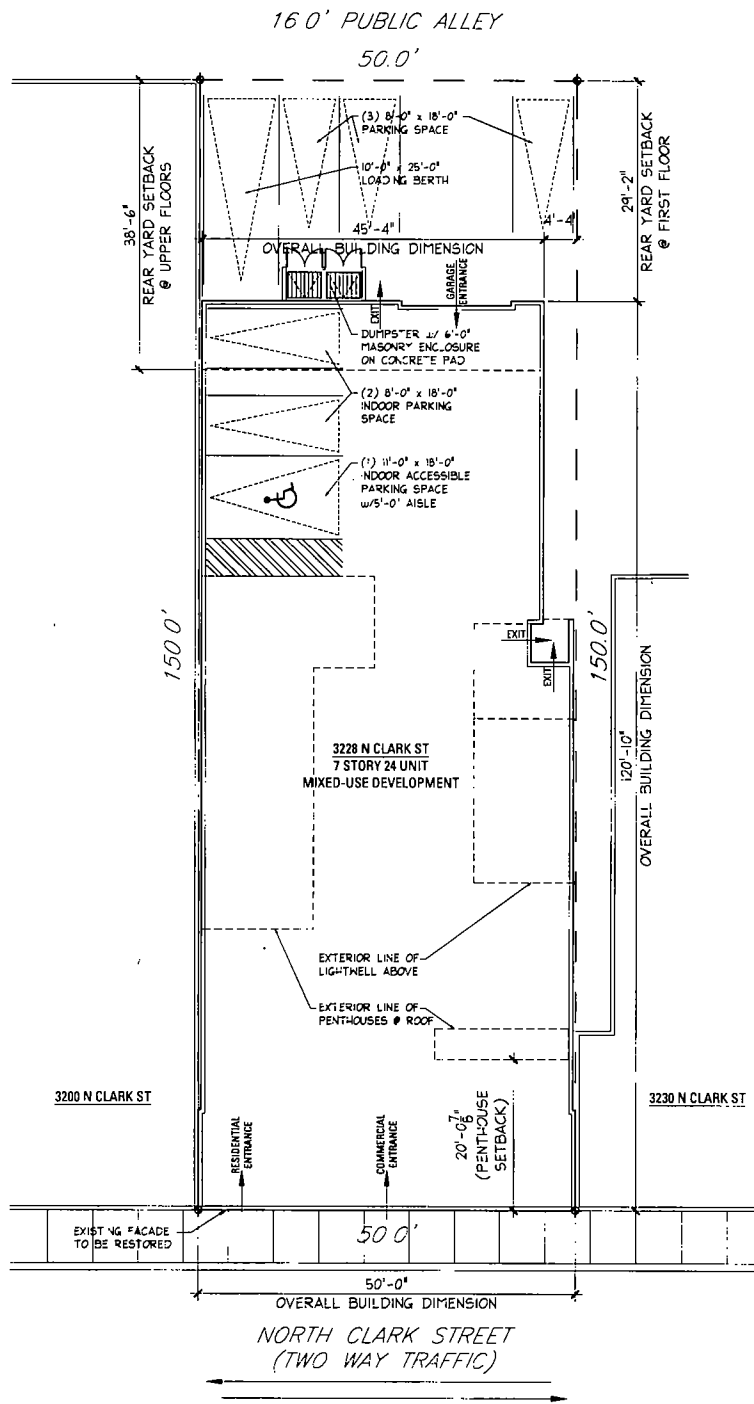 16 0' PUBLIC ALLEY
50.0'
(3) 8'-0" x 18'-0"
PARKING SPACE
10'-0" x 25'-0"
LOADING BERTH
38'-6"
REAR YARD SETBACK
@ UPPER FLOORS
29'-2"
REAR YARD SETBACK
@ FIRST FLOOR
45'-4"
4'-4"
OVERALL BUILDING DIMENSION
EXIT
GARAGE
ENTRANCE
DUMPSTER W/ 6'-0"
MASONRY ENCLOSURE
ON CONCRETE PAD
(2) 8'-0" x 18'-0"
INDOOR PARKING
SPACE
(1) 11'-0" x 18'-0"
INDOOR ACCESSIBLE
PARKING SPACE
w/5'-0' AISLE
150 0'
EXIT
EXIT
150.0'
120'-10"
OVERALL BUILDING DIMENSION
3228 N CLARK ST
7 STORY 24 UNIT
MIXED-USE DEVELOPMENT
EXTERIOR LINE OF
LIGHTWELL ABOVE
EXTERIOR LINE OF
PENTHOUSES @ ROOF
3200 N CLARK ST
3230 N CLARK ST
RESIDENTIAL
ENTRANCE
COMMERCIAL
ENTRANCE
20'-0 7/8"
(PENTHOUSE
SETBACK)
EXISTING FACADE
TO BE RESTORED
50 0'
50'-0"
OVERALL BUILDING DIMENSION
NORTH CLARK STREET
(TWO WAY TRAFFIC)